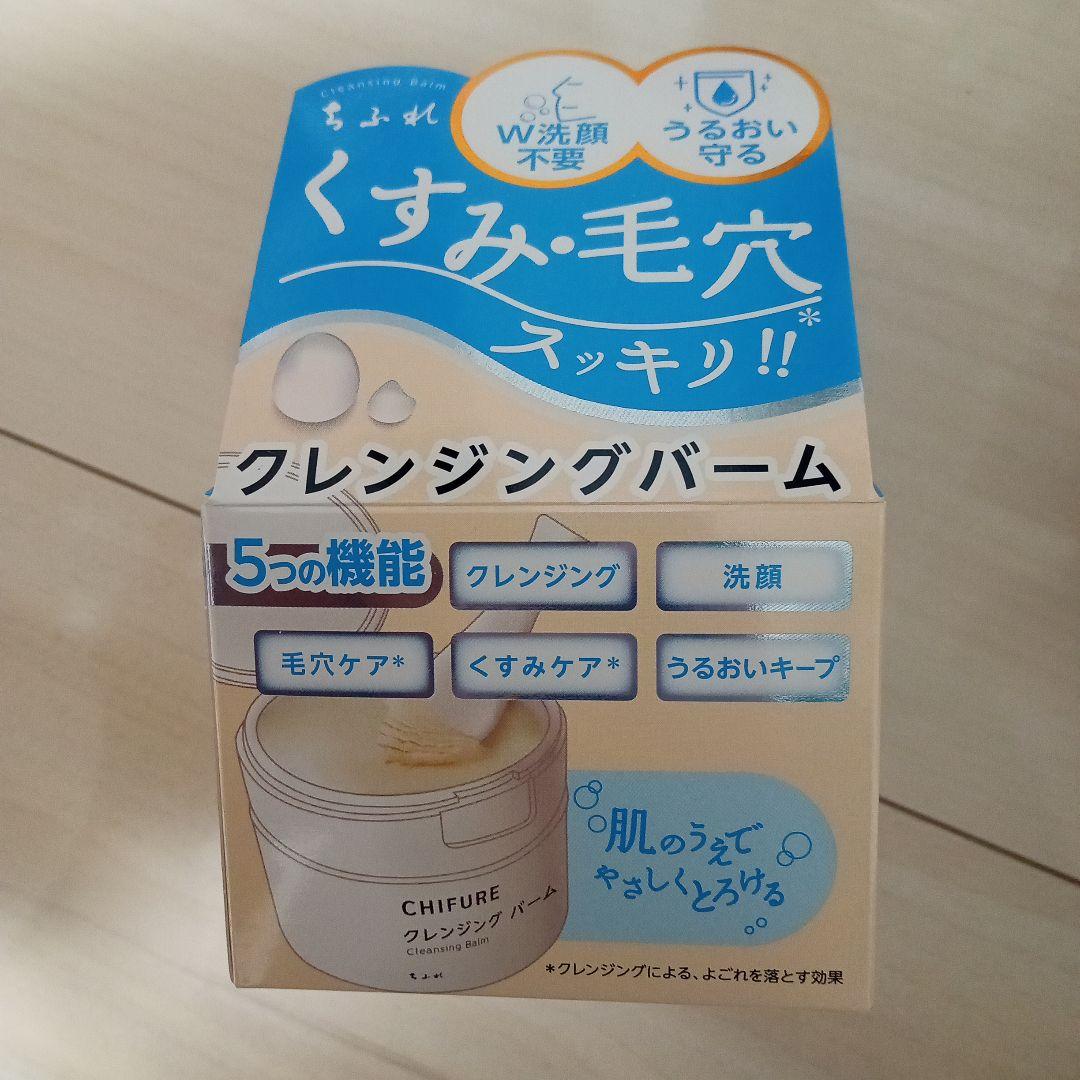 Cleansing Balm
ちふれ
W洗顔
不要
うるおい
守る
くすみ・毛穴
スッキリ!!*
クレンジングバーム
5つの機能
クレンジング
洗顔
毛穴ケア*
くすみケア*
うるおいキープ
肌のうえで
やさしくとろける
CHIFURE
クレンジング バーム
Cleansing Balm
ちふれ
*クレンジングによる、よごれを落とす効果